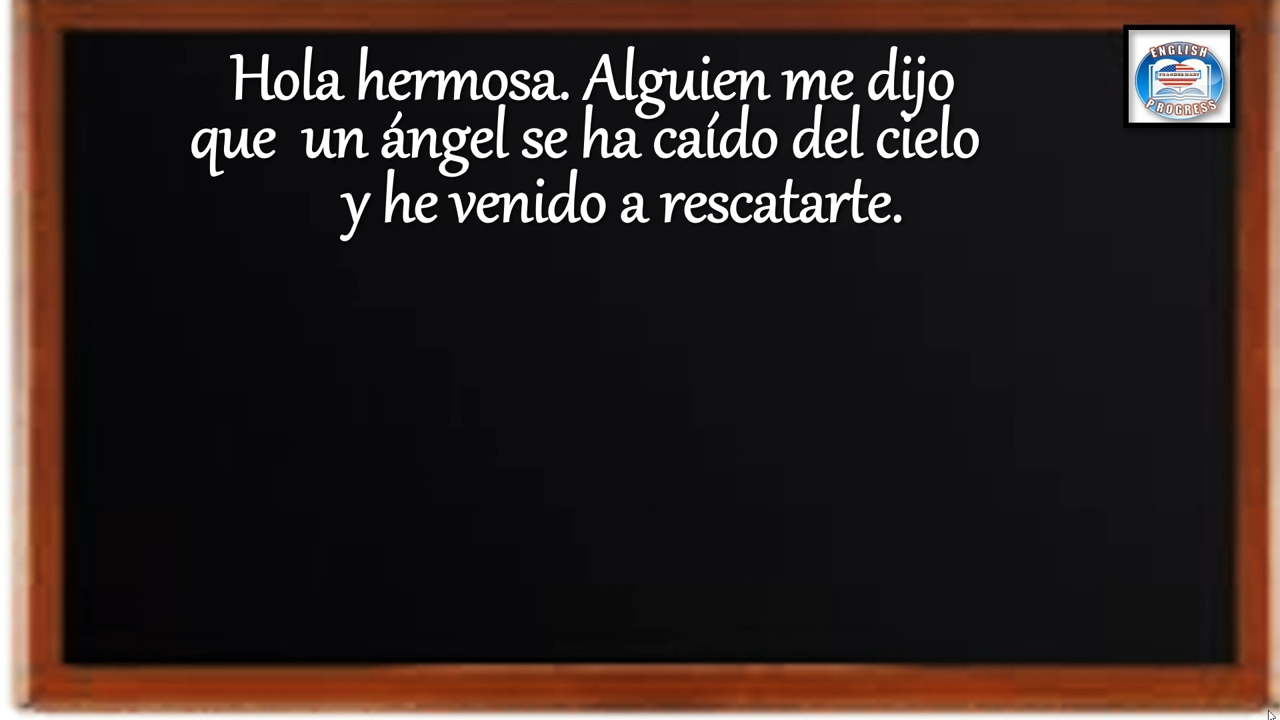 Hola hermosa. Alguien me dijo
que un ángel se ha caído del cielo
y he venido a rescatarte.
ENGLISH
PROGRESS